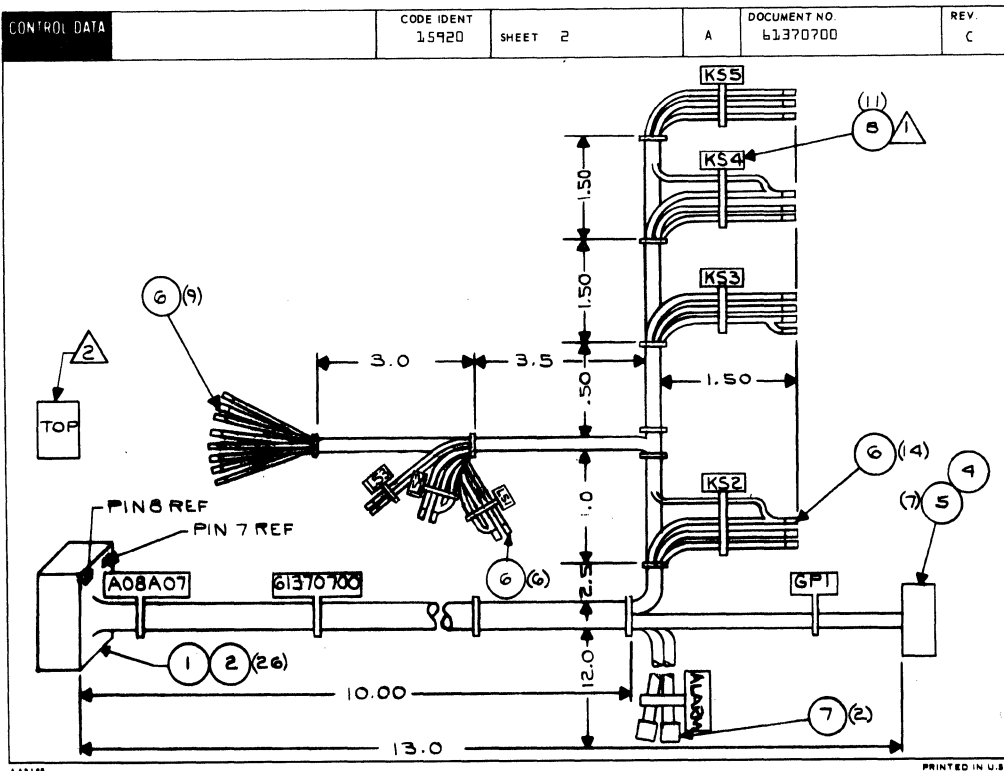 CONTROL DATA
CODE IDENT
15920
SHEET 2
A
DOCUMENT NO.
61370700
REV.
C
KS5
(11)
8
1
KS4
1.50
1.50
KS3
6
(9)
2
3.0
3.5
.50
1.50
TOP
6
(14)
4
KS2
(7)
5
1.0
PIN 8 REF
PIN 7 REF
LS1
6
(6)
A08A07
61370700
2.5
GP1
1
2
(26)
12.0
ALARM
10.00
7
(2)
13.0
PRINTED IN U.S